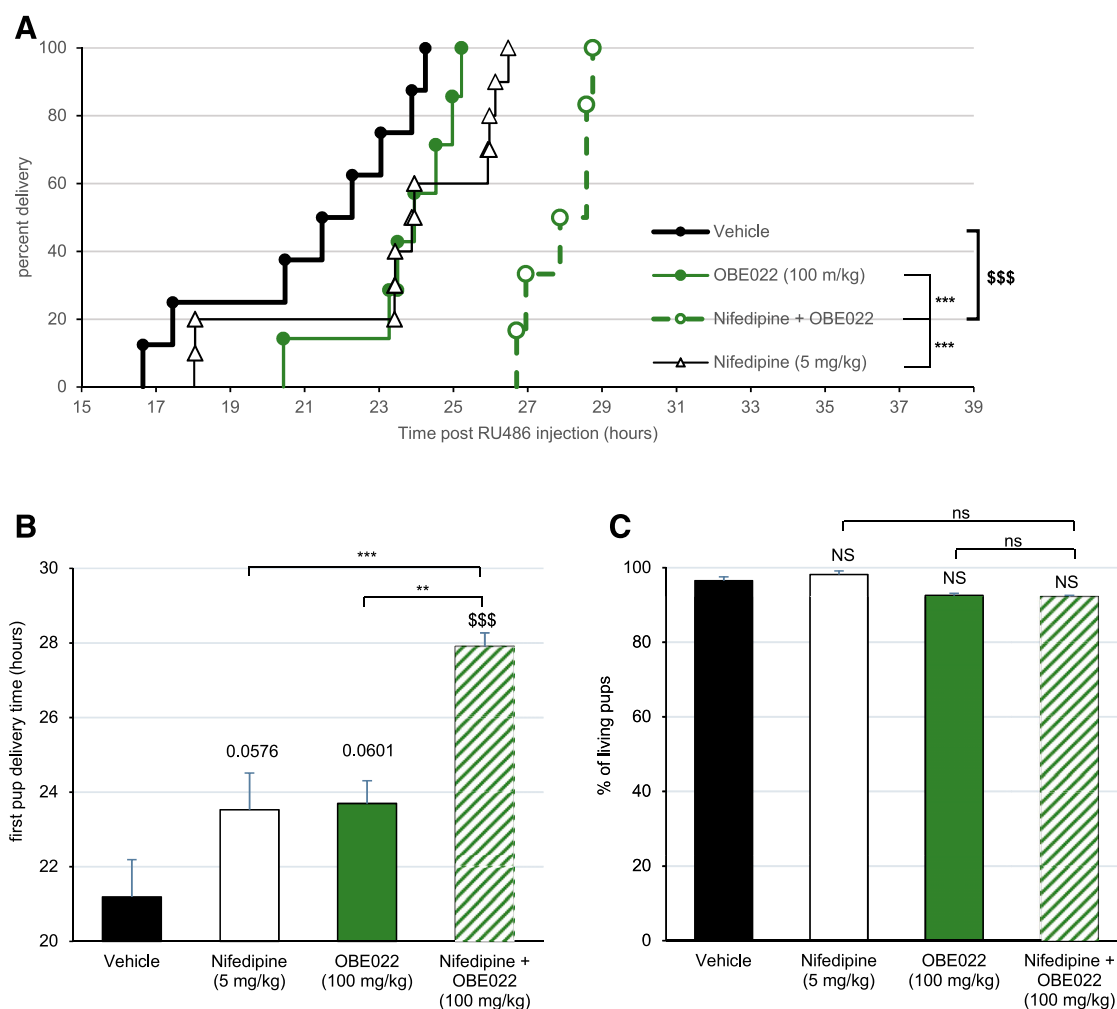 A
100
80
60
40
20
0
percent delivery
15 17 19 21 23 25 27 29 31 33 35 37 39
Time post RU486 injection (hours)
Vehicle
OBE022 (100 m/kg)
Nifedipine + OBE022
Nifedipine (5 mg/kg)
***
***
$$$
B
30
28
26
24
22
20
first pup delivery time (hours)
***
**
$$$
0.0576
0.0601
Vehicle
Nifedipine
(5 mg/kg)
OBE022
(100 mg/kg)
Nifedipine +
OBE022
(100 mg/kg)
C
100
80
60
40
20
0
% of living pups
ns
ns
NS
NS
NS
Vehicle
Nifedipine
(5 mg/kg)
OBE022
(100 mg/kg)
Nifedipine +
OBE022
(100 mg/kg)